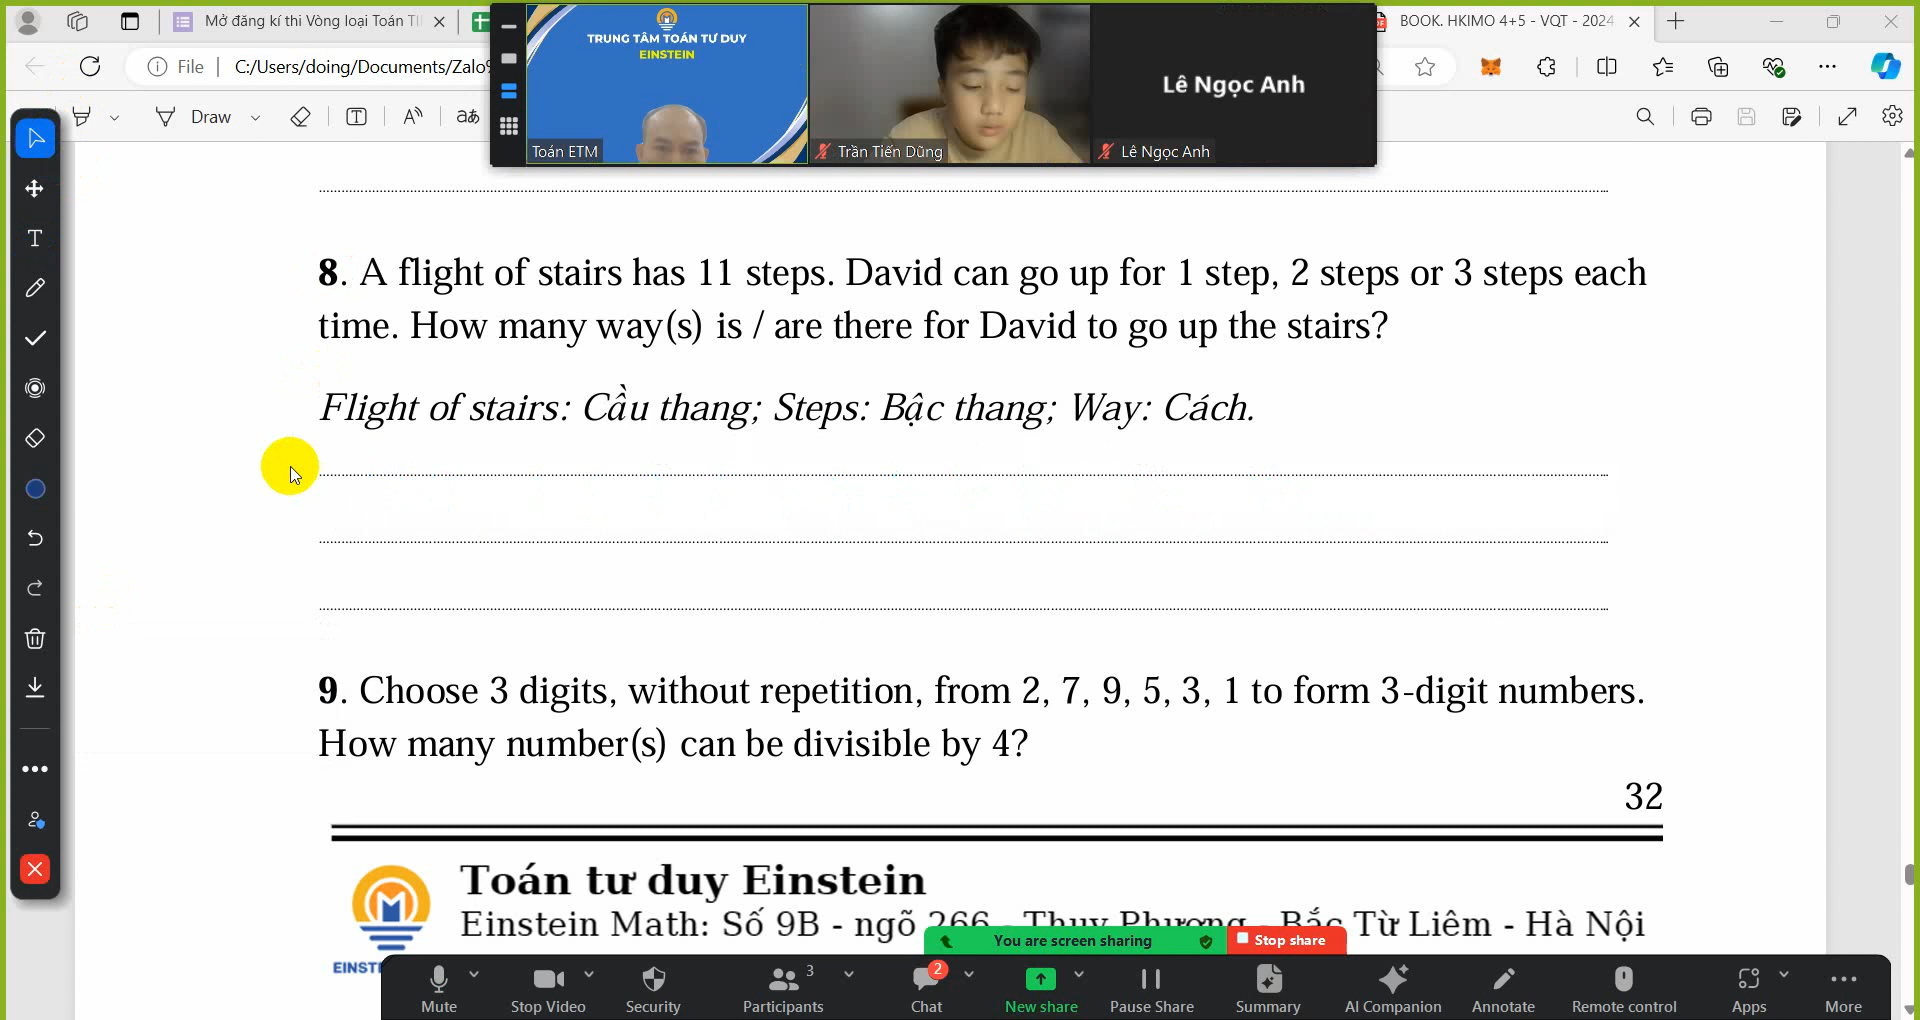 Mở đăng kí thi Vòng loại Toán TI
BOOK. HKIMO 4+5 - VQT - 2024
File
C:/Users/doing/Documents/Zalo
Draw
TRUNG TÂM TOÁN TƯ DUY
EINSTEIN
Lê Ngọc Anh
Toán ETM
Trần Tiến Dũng
Lê Ngọc Anh
8. A flight of stairs has 11 steps. David can go up for 1 step, 2 steps or 3 steps each
time. How many way(s) is / are there for David to go up the stairs?
Flight of stairs: Cầu thang; Steps: Bậc thang; Way: Cách.
9. Choose 3 digits, without repetition, from 2, 7, 9, 5, 3, 1 to form 3-digit numbers.
How many number(s) can be divisible by 4?
32
Toán tư duy Einstein
Einstein Math: Số 9B - ngõ 266 - Thụy Phương - Bắc Từ Liêm - Hà Nội
You are screen sharing
Stop share
Mute
Stop Video
Security
Participants 3
Chat 2
New share
Pause Share
Summary
AI Companion
Annotate
Remote control
Apps
More